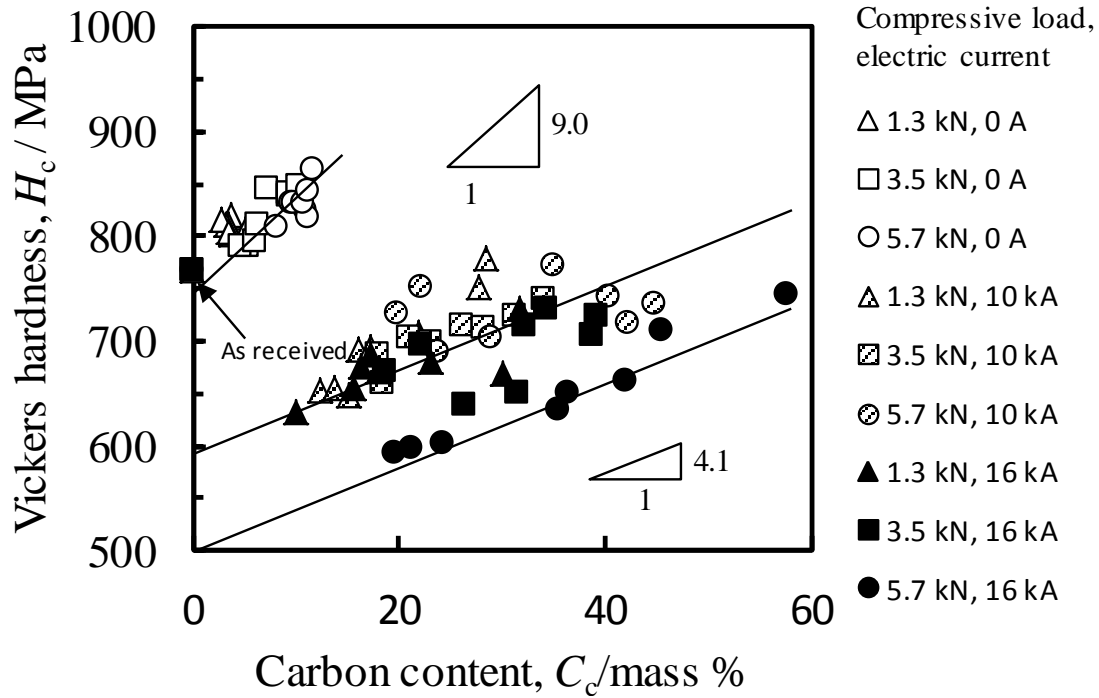 Compressive load,
electric current
1000
900
800
700
600
500
0
20
40
60
Vickers hardness, Hc / MPa
Carbon content, Cc/mass %
9.0
1
4.1
1
As received
1.3 kN, 0 A
3.5 kN, 0 A
5.7 kN, 0 A
1.3 kN, 10 kA
3.5 kN, 10 kA
5.7 kN, 10 kA
1.3 kN, 16 kA
3.5 kN, 16 kA
5.7 kN, 16 kA